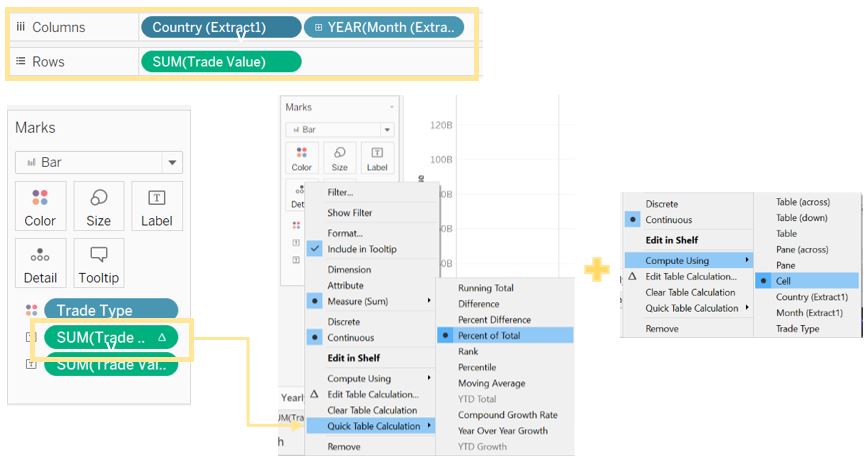 Columns
Country (Extract1)
YEAR(Month (Extra..
Rows
SUM(Trade Value)
Marks
Bar
Color
Size
Label
Detail
Tooltip
Trade Type
SUM(Trade ..
SUM(Trade Val..
Marks
Bar
Color
Size
Label
120B
100B
Filter...
Show Filter
Format...
Include in Tooltip
Dimension
Attribute
Measure (Sum)
Discrete
Continuous
Edit in Shelf
Compute Using
Edit Table Calculation...
Clear Table Calculation
Quick Table Calculation
Remove
Running Total
Difference
Percent Difference
Percent of Total
Rank
Percentile
Moving Average
YTD Total
Compound Growth Rate
Year Over Year Growth
YTD Growth
Discrete
Continuous
Edit in Shelf
Compute Using
Edit Table Calculation...
Clear Table Calculation
Quick Table Calculation
Remove
Table (across)
Table (down)
Table
Pane (across)
Pane
Cell
Country (Extract1)
Month (Extract1)
Trade Type